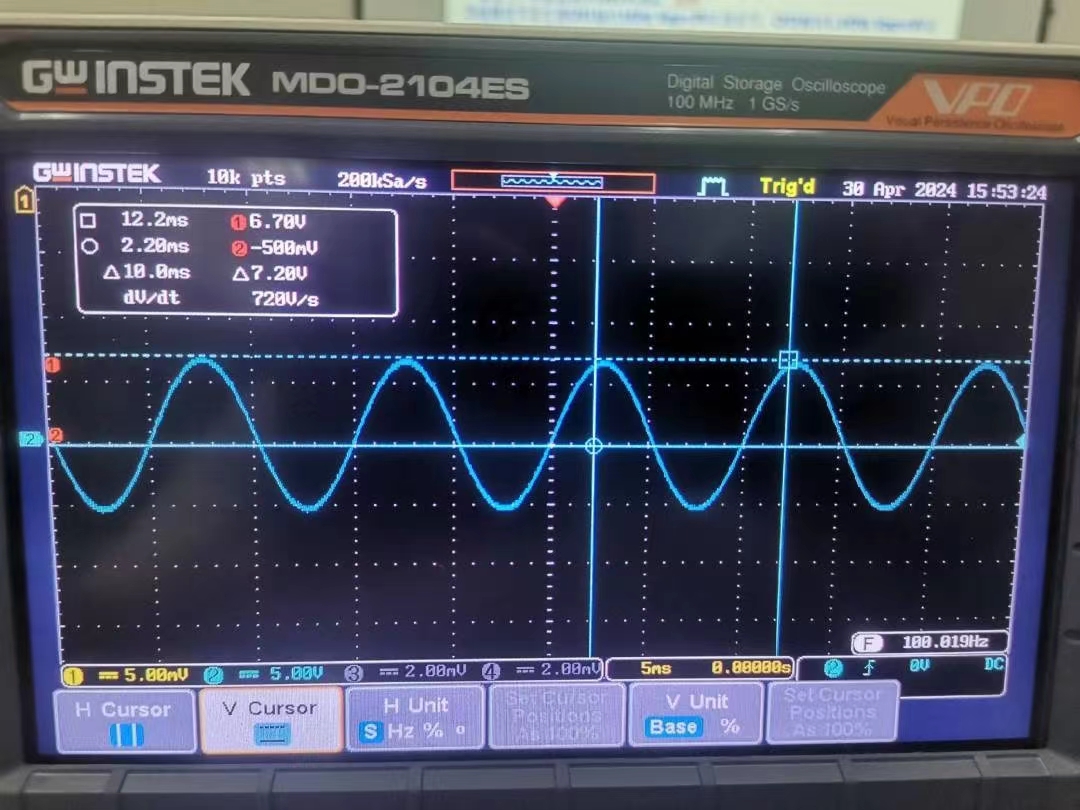 GWINSTEK MDO-2104ES
Digital Storage Oscilloscope
100 MHz 1 GS/s
VPO
Visual Persistence Oscilloscope
GWINSTEK 10k pts 200kSa/s Trig'd 30 Apr 2024 15:53:24
1
12.2ms 1 6.70V
2.20ms 2 -500mV
△10.0ms △7.20V
dV/dt 720V/s
1
2 2
F 100.019Hz
1 5.00mV 2 5.00V 3 2.00mV 4 2.00mV 5ms 0.00000s 2 0V DC
H Cursor
V Cursor
H Unit
S Hz % °
Set Cursor
Positions
As 100%
V Unit
Base %
Set Cursor
Positions
As 100%